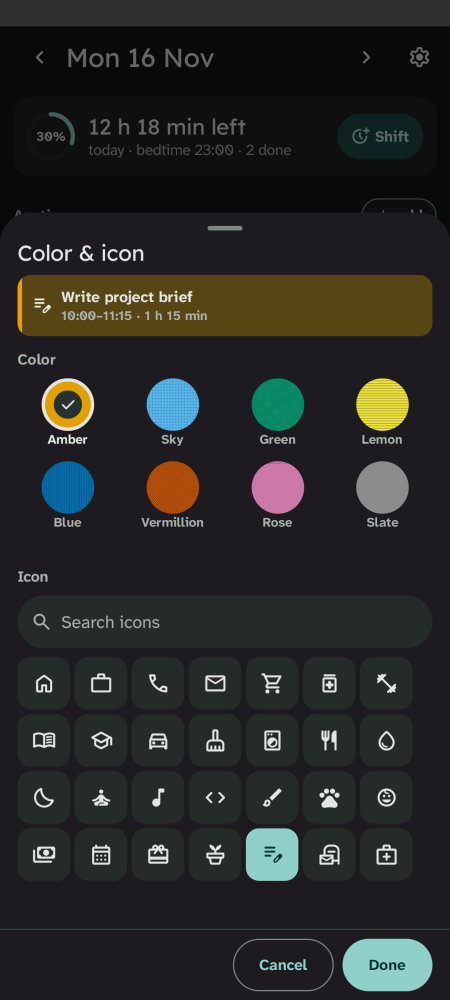 Mon 16 Nov
30%
12 h 18 min left
Shift
today · bedtime 23:00 · 2 done
Color & icon
Write project brief
10:00–11:15 · 1 h 15 min
Color
Amber
Sky
Green
Lemon
Blue
Vermillion
Rose
Slate
Icon
Search icons
Cancel
Done